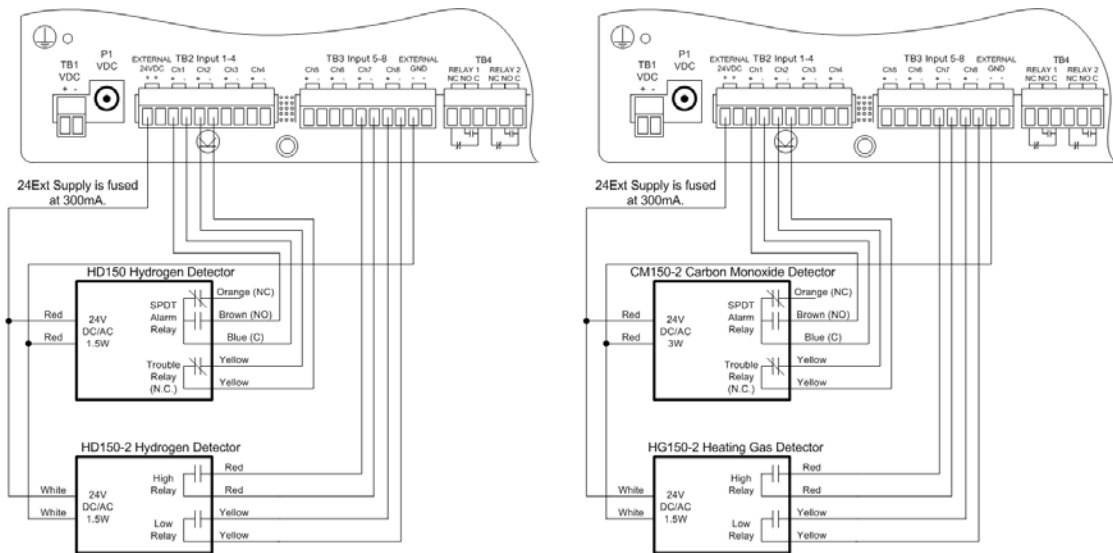 P1
VDC
TB1
VDC
+ -
EXTERNAL
24VDC
+ +
TB2 Input 1-4
Ch1 Ch2 Ch3 Ch4
+ - + - + - + -
TB3 Input 5-8
Ch5 Ch6 Ch7 Ch8
+ - + - + - + -
EXTERNAL
GND
- -
TB4
RELAY 1 RELAY 2
NC NO C NC NO C
24Ext Supply is fused
at 300mA.
HD150 Hydrogen Detector
Red
Red
24V
DC/AC
1.5W
SPDT
Alarm
Relay
Orange (NC)
Brown (NO)
Blue (C)
Trouble
Relay
(N.C.)
Yellow
Yellow
HD150-2 Hydrogen Detector
White
White
24V
DC/AC
1.5W
High
Relay
Red
Red
Low
Relay
Yellow
Yellow
P1
VDC
TB1
VDC
+ -
EXTERNAL
24VDC
+ +
TB2 Input 1-4
Ch1 Ch2 Ch3 Ch4
+ - + - + - + -
TB3 Input 5-8
Ch5 Ch6 Ch7 Ch8
+ - + - + - + -
EXTERNAL
GND
- -
TB4
RELAY 1 RELAY 2
NC NO C NC NO C
24Ext Supply is fused
at 300mA.
CM150-2 Carbon Monoxide Detector
Red
Red
24V
DC/AC
3W
SPDT
Alarm
Relay
Orange (NC)
Brown (NO)
Blue (C)
Trouble
Relay
(N.C.)
Yellow
Yellow
HG150-2 Heating Gas Detector
White
White
24V
DC/AC
1.5W
High
Relay
Red
Red
Low
Relay
Yellow
Yellow